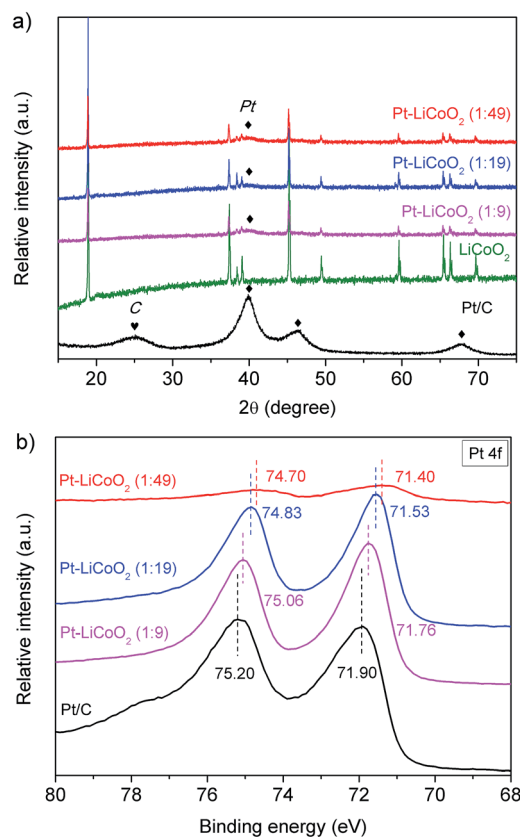 a)
Relative intensity (a.u.)
Pt
Pt-LiCoO₂ (1:49)
Pt-LiCoO₂ (1:19)
Pt-LiCoO₂ (1:9)
LiCoO₂
C
Pt/C
20 30 40 50 60 70
2θ (degree)
b)
Relative intensity (a.u.)
Pt 4f
Pt-LiCoO₂ (1:49)
74.70 71.40
74.83 71.53
Pt-LiCoO₂ (1:19)
Pt-LiCoO₂ (1:9)
75.06 71.76
75.20 71.90
Pt/C
80 78 76 74 72 70 68
Binding energy (eV)